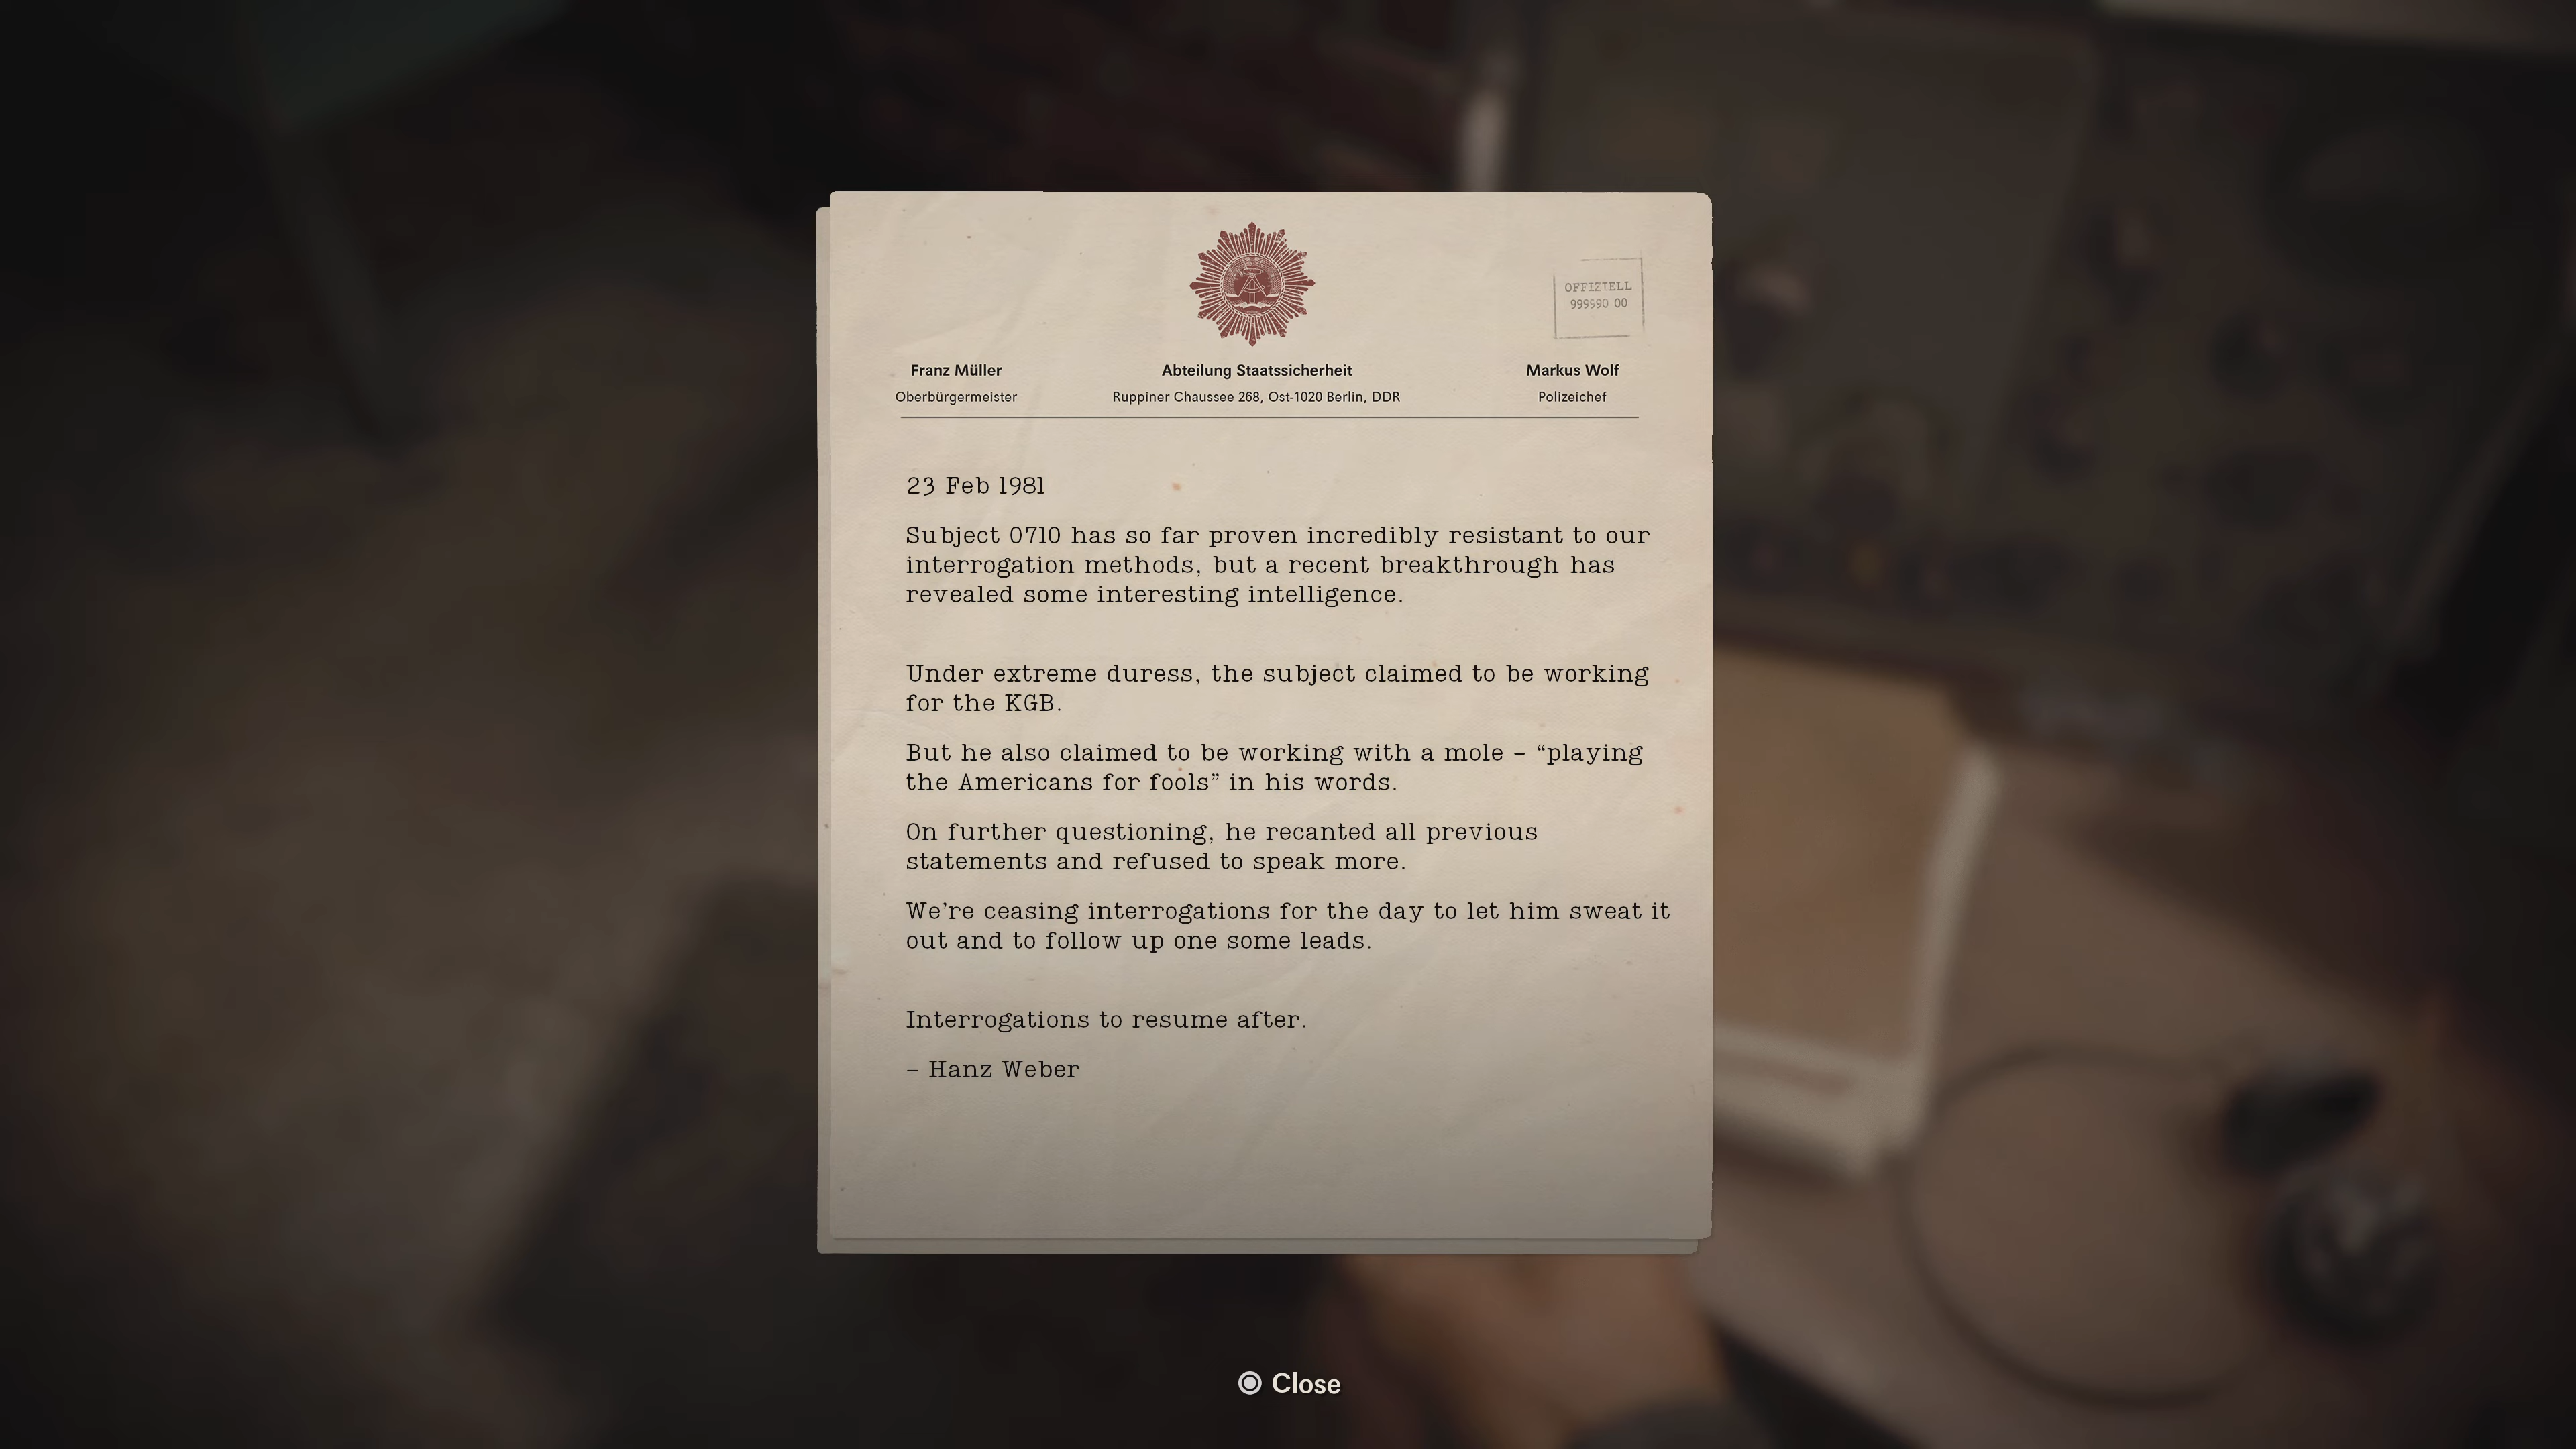 OFFIZIELL
999990 00
Franz Müller
Oberbürgermeister
Abteilung Staatssicherheit
Ruppiner Chaussee 268, Ost-1020 Berlin, DDR
Markus Wolf
Polizeichef
23 Feb 1981
Subject 0710 has so far proven incredibly resistant to our
interrogation methods, but a recent breakthrough has
revealed some interesting intelligence.
Under extreme duress, the subject claimed to be working
for the KGB.
But he also claimed to be working with a mole – “playing
the Americans for fools” in his words.
On further questioning, he recanted all previous
statements and refused to speak more.
We’re ceasing interrogations for the day to let him sweat it
out and to follow up one some leads.
Interrogations to resume after.
– Hanz Weber
Close